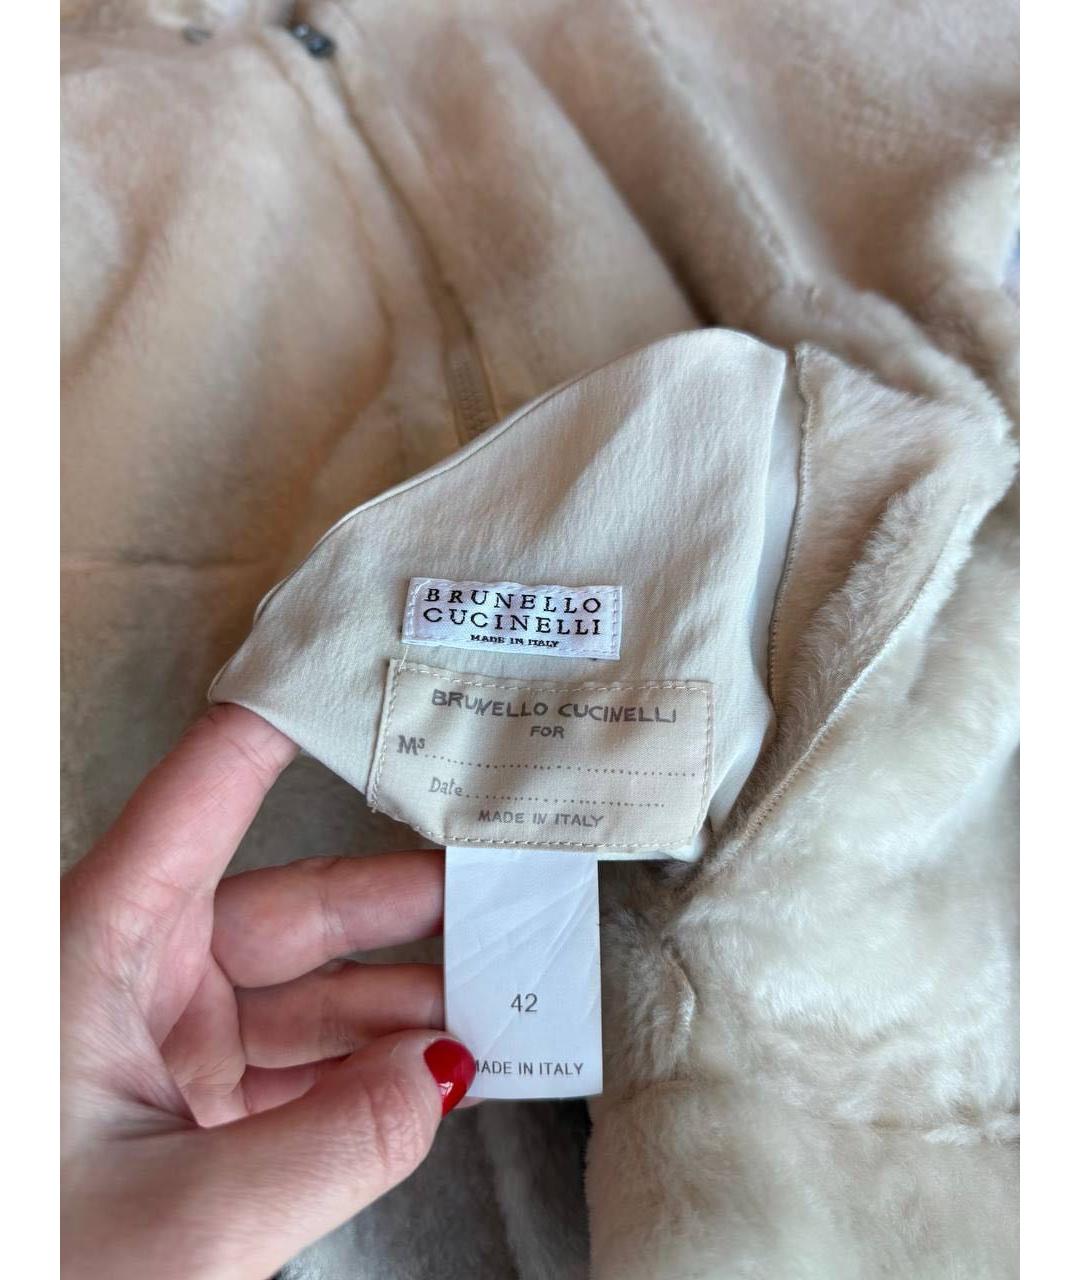 BRUNELLO
CUCINELLI
MADE IN ITALY
BRUNELLO CUCINELLI
FOR
Ms..............................
Date..............................
MADE IN ITALY
42
MADE IN ITALY